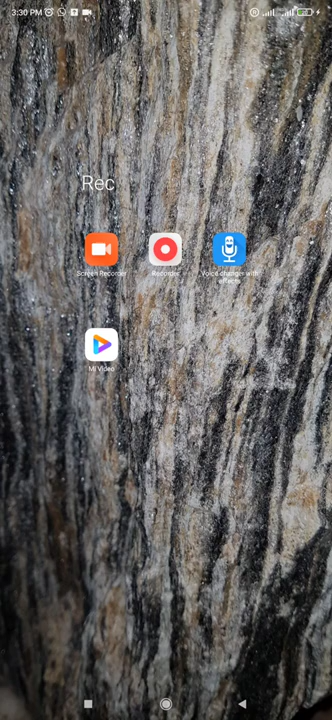 3:30 PM
Rec
Screen Recorder
Recorder
Voice changer with
effects
Mi Video